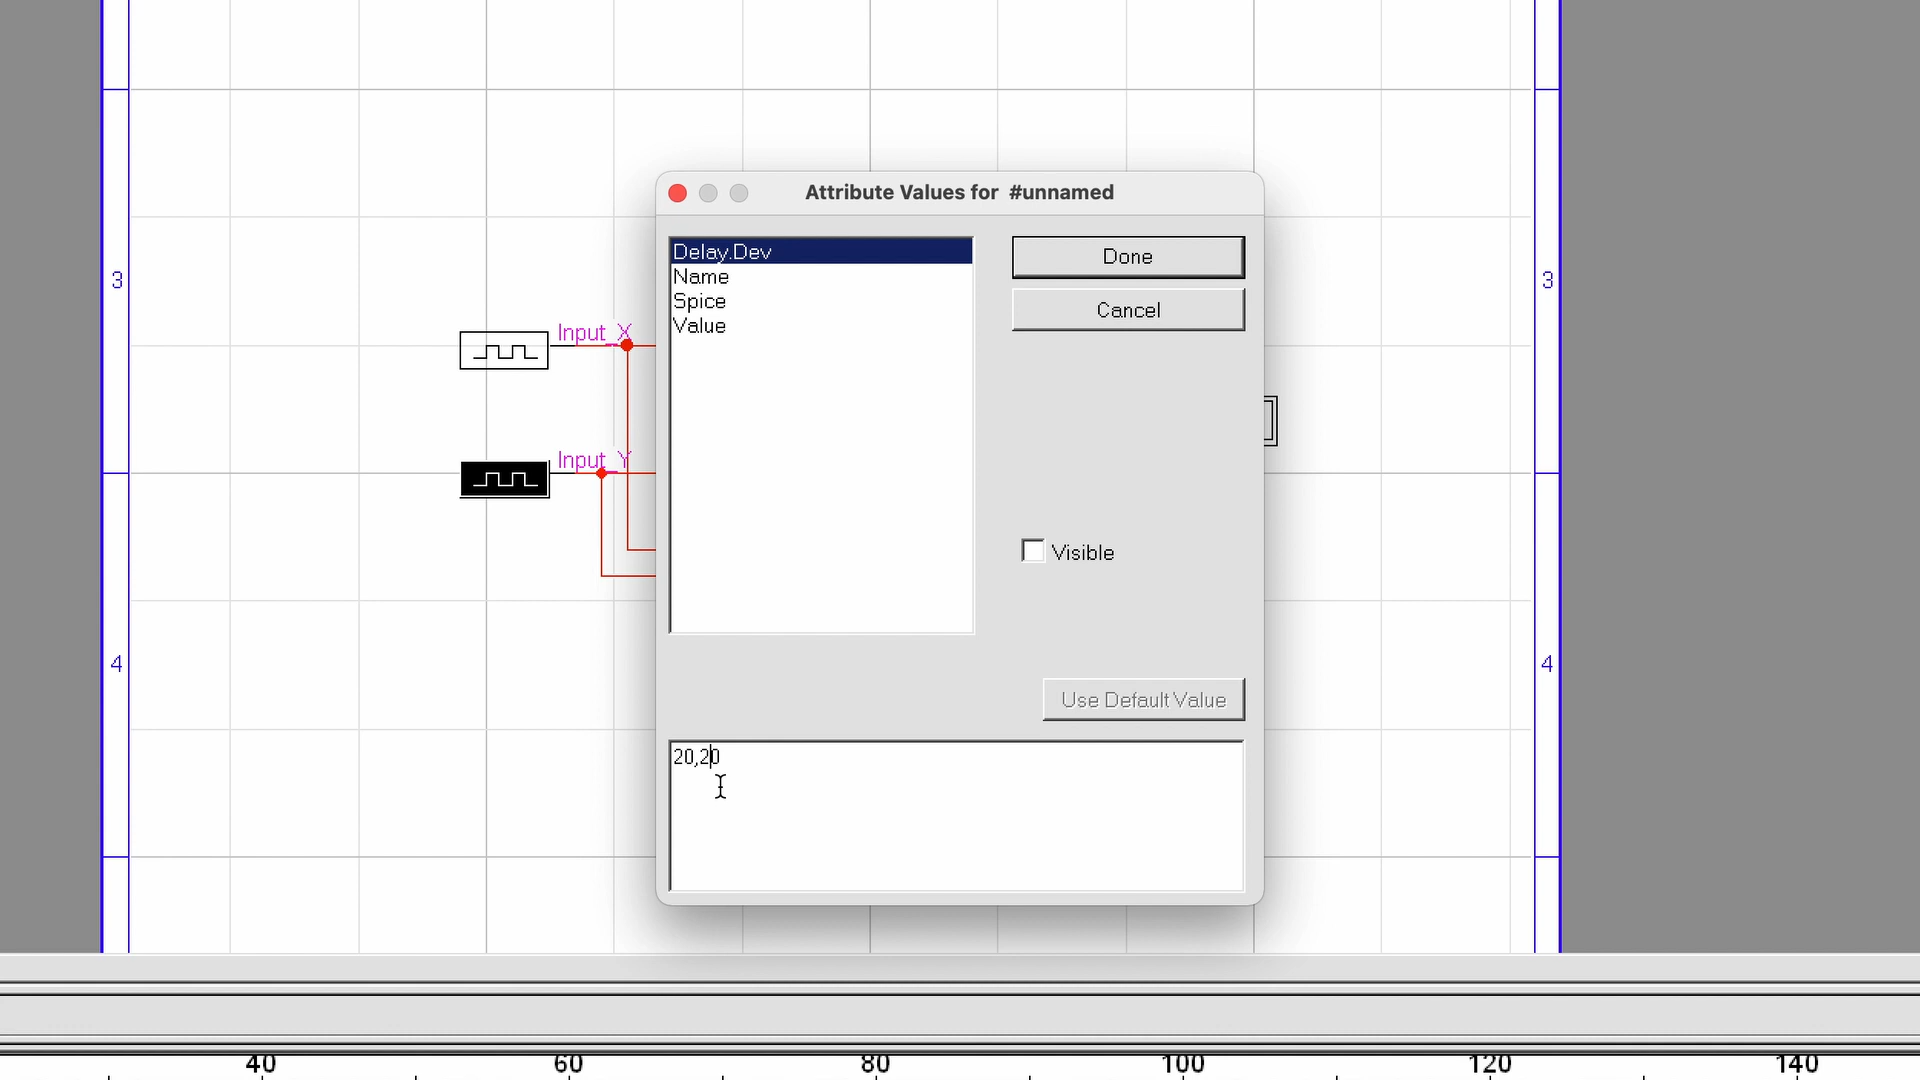 Attribute Values for #unnamed
Delay.Dev
Name
Spice
Value
Done
Cancel
Visible
Use Default Value
20,20
Input_X
Input_Y
3
3
4
4
40
60
80
100
120
140